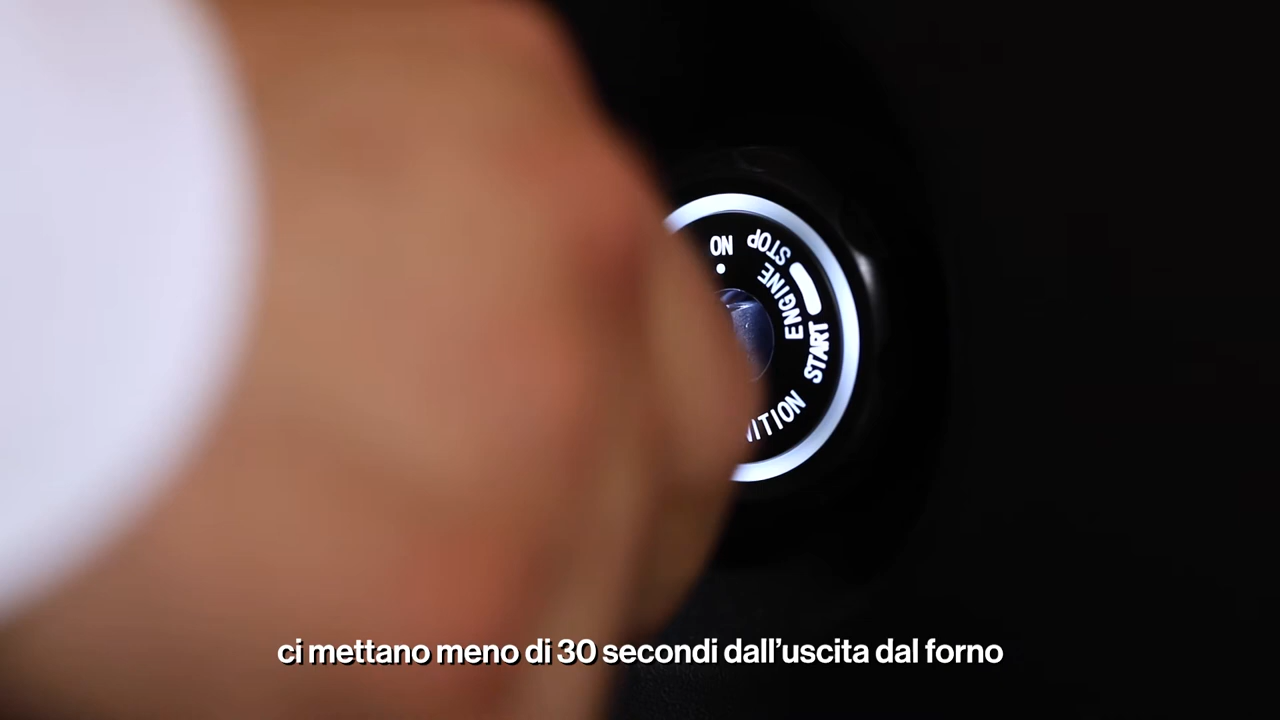 ON
ENGINE
STOP
START
ci mettano meno di 30 secondi dall'uscita dal forno